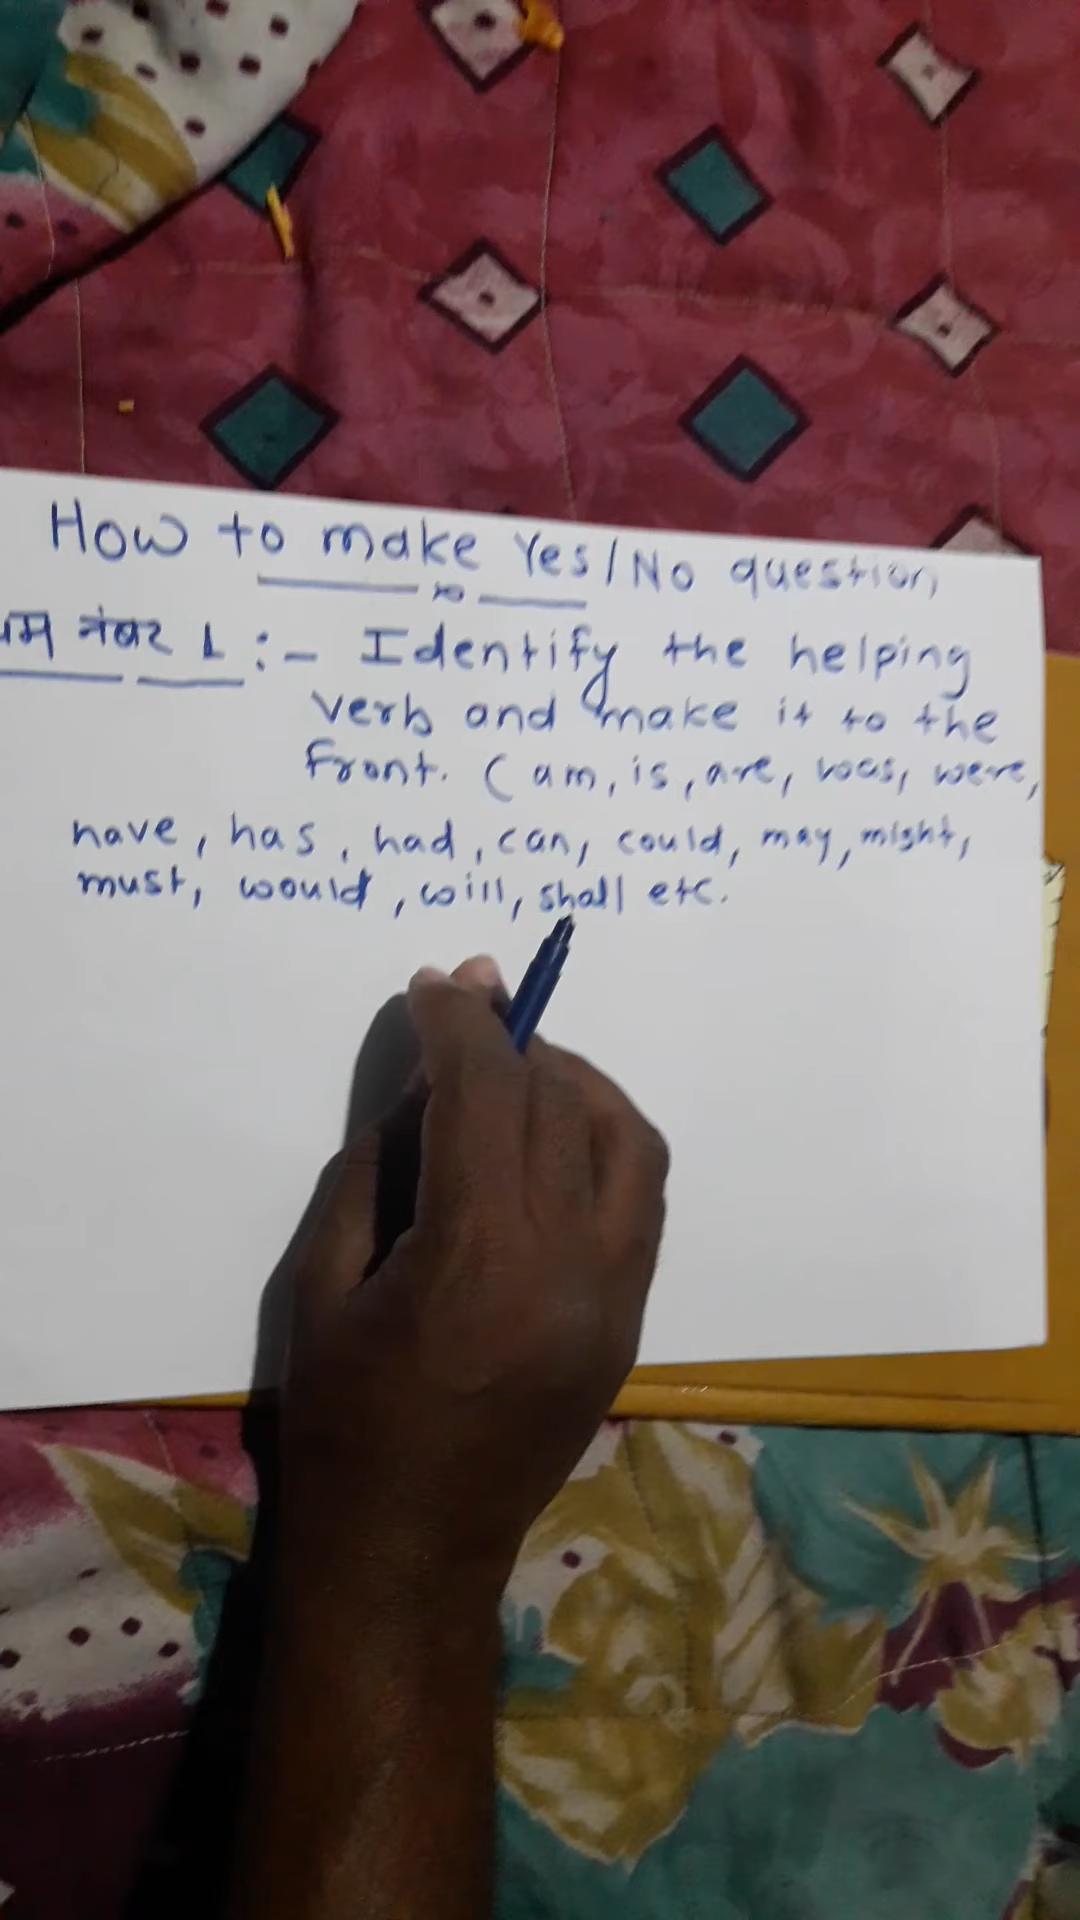 How to make Yes/No question
नंबर 1 :- Identify the helping
verb and make it to the
front. (am, is, are, was, were,
have, has, had, can, could, may, might,
must, would, will, shall etc.